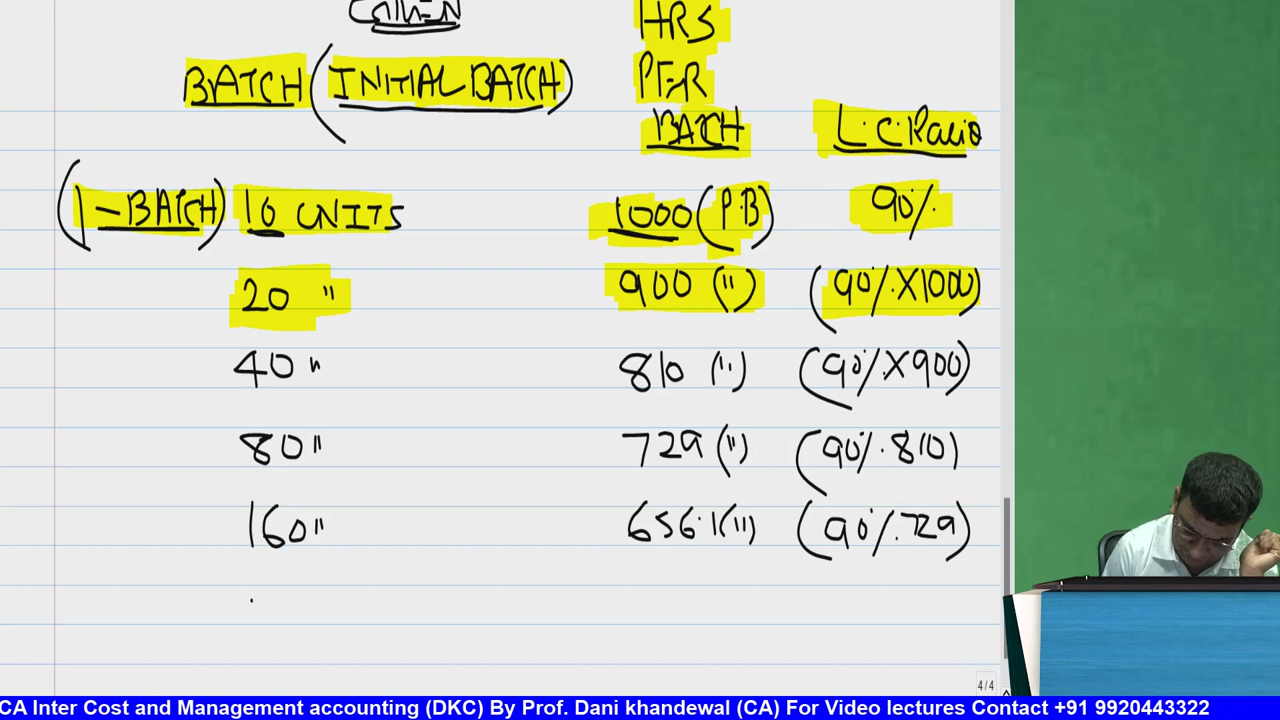 GIVEN
HRS
PER
BATCH (INITIAL BATCH)
BATCH
L.C. Ratio
(1-BATCH) 10 UNITS 1000 (P.B) 90%
20 " 900 (") (90% X 1000)
40 " 810 (") (90% X 900)
80 " 729 (") (90%. 810)
160 " 656.1 (") (90%. 729)
4/4
CA Inter Cost and Management accounting (DKC) By Prof. Dani khandewal (CA) For Video lectures Contact +91 9920443322